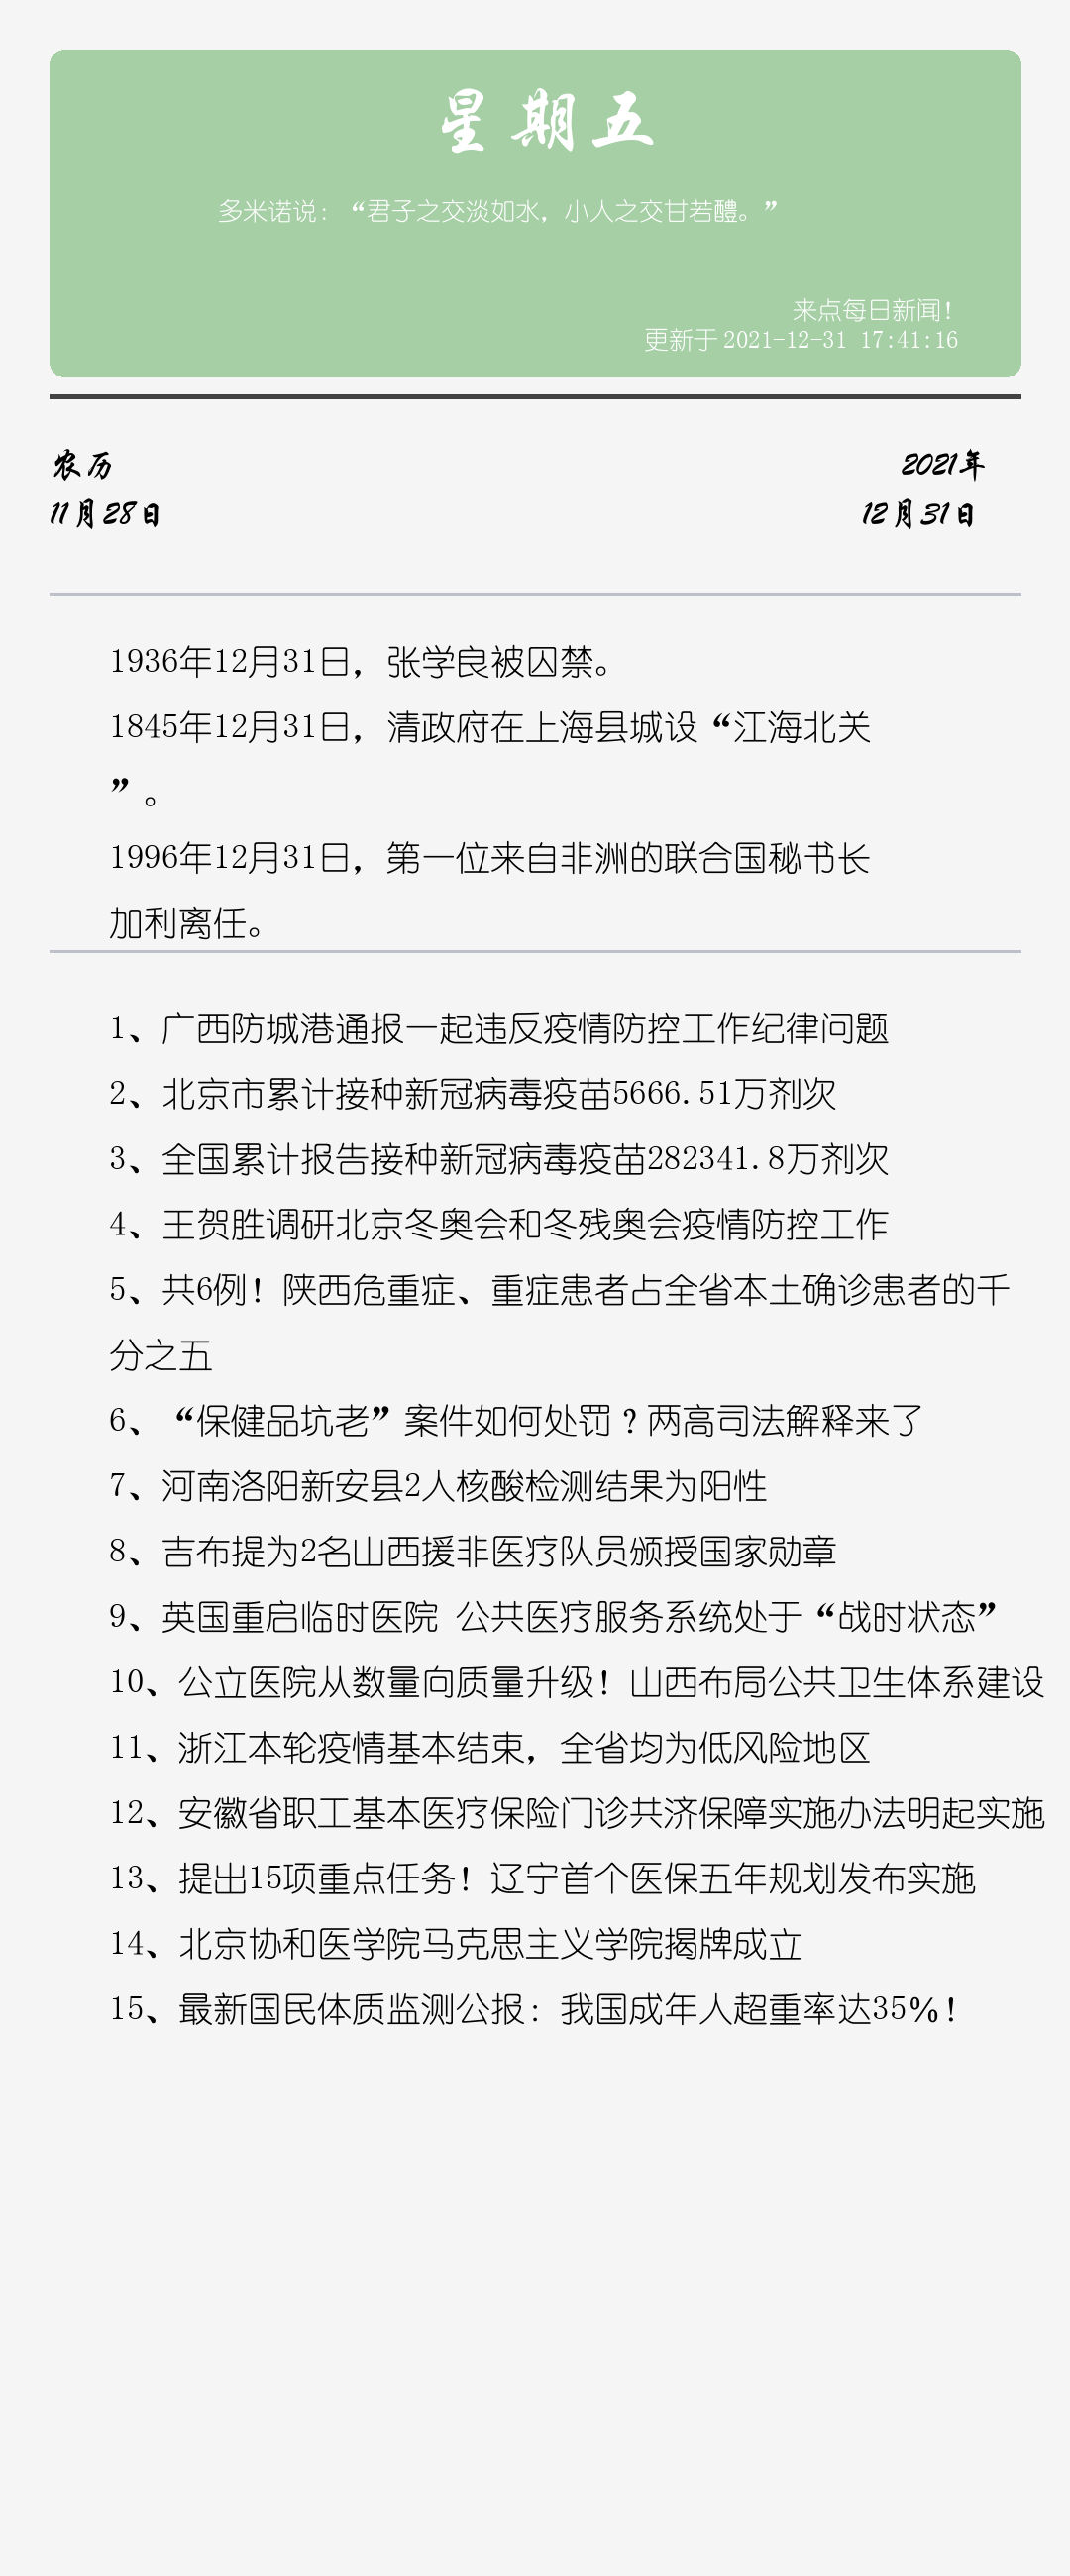 星期五
多米诺说：“君子之交淡如水，小人之交甘若醴。”
来点每日新闻！
更新于 2021-12-31 17:41:16
农历
2021年
11月28日
12月31日
1936年12月31日，张学良被囚禁。
1845年12月31日，清政府在上海县城设“江海北关
”。
1996年12月31日，第一位来自非洲的联合国秘书长
加利离任。
1、广西防城港通报一起违反疫情防控工作纪律问题
2、北京市累计接种新冠病毒疫苗5666.51万剂次
3、全国累计报告接种新冠病毒疫苗282341.8万剂次
4、王贺胜调研北京冬奥会和冬残奥会疫情防控工作
5、共6例！陕西危重症、重症患者占全省本土确诊患者的千
分之五
6、“保健品坑老”案件如何处罚？两高司法解释来了
7、河南洛阳新安县2人核酸检测结果为阳性
8、吉布提为2名山西援非医疗队员颁授国家勋章
9、英国重启临时医院 公共医疗服务系统处于“战时状态”
10、公立医院从数量向质量升级！山西布局公共卫生体系建设
11、浙江本轮疫情基本结束，全省均为低风险地区
12、安徽省职工基本医疗保险门诊共济保障实施办法明起实施
13、提出15项重点任务！辽宁首个医保五年规划发布实施
14、北京协和医学院马克思主义学院揭牌成立
15、最新国民体质监测公报：我国成年人超重率达35%！